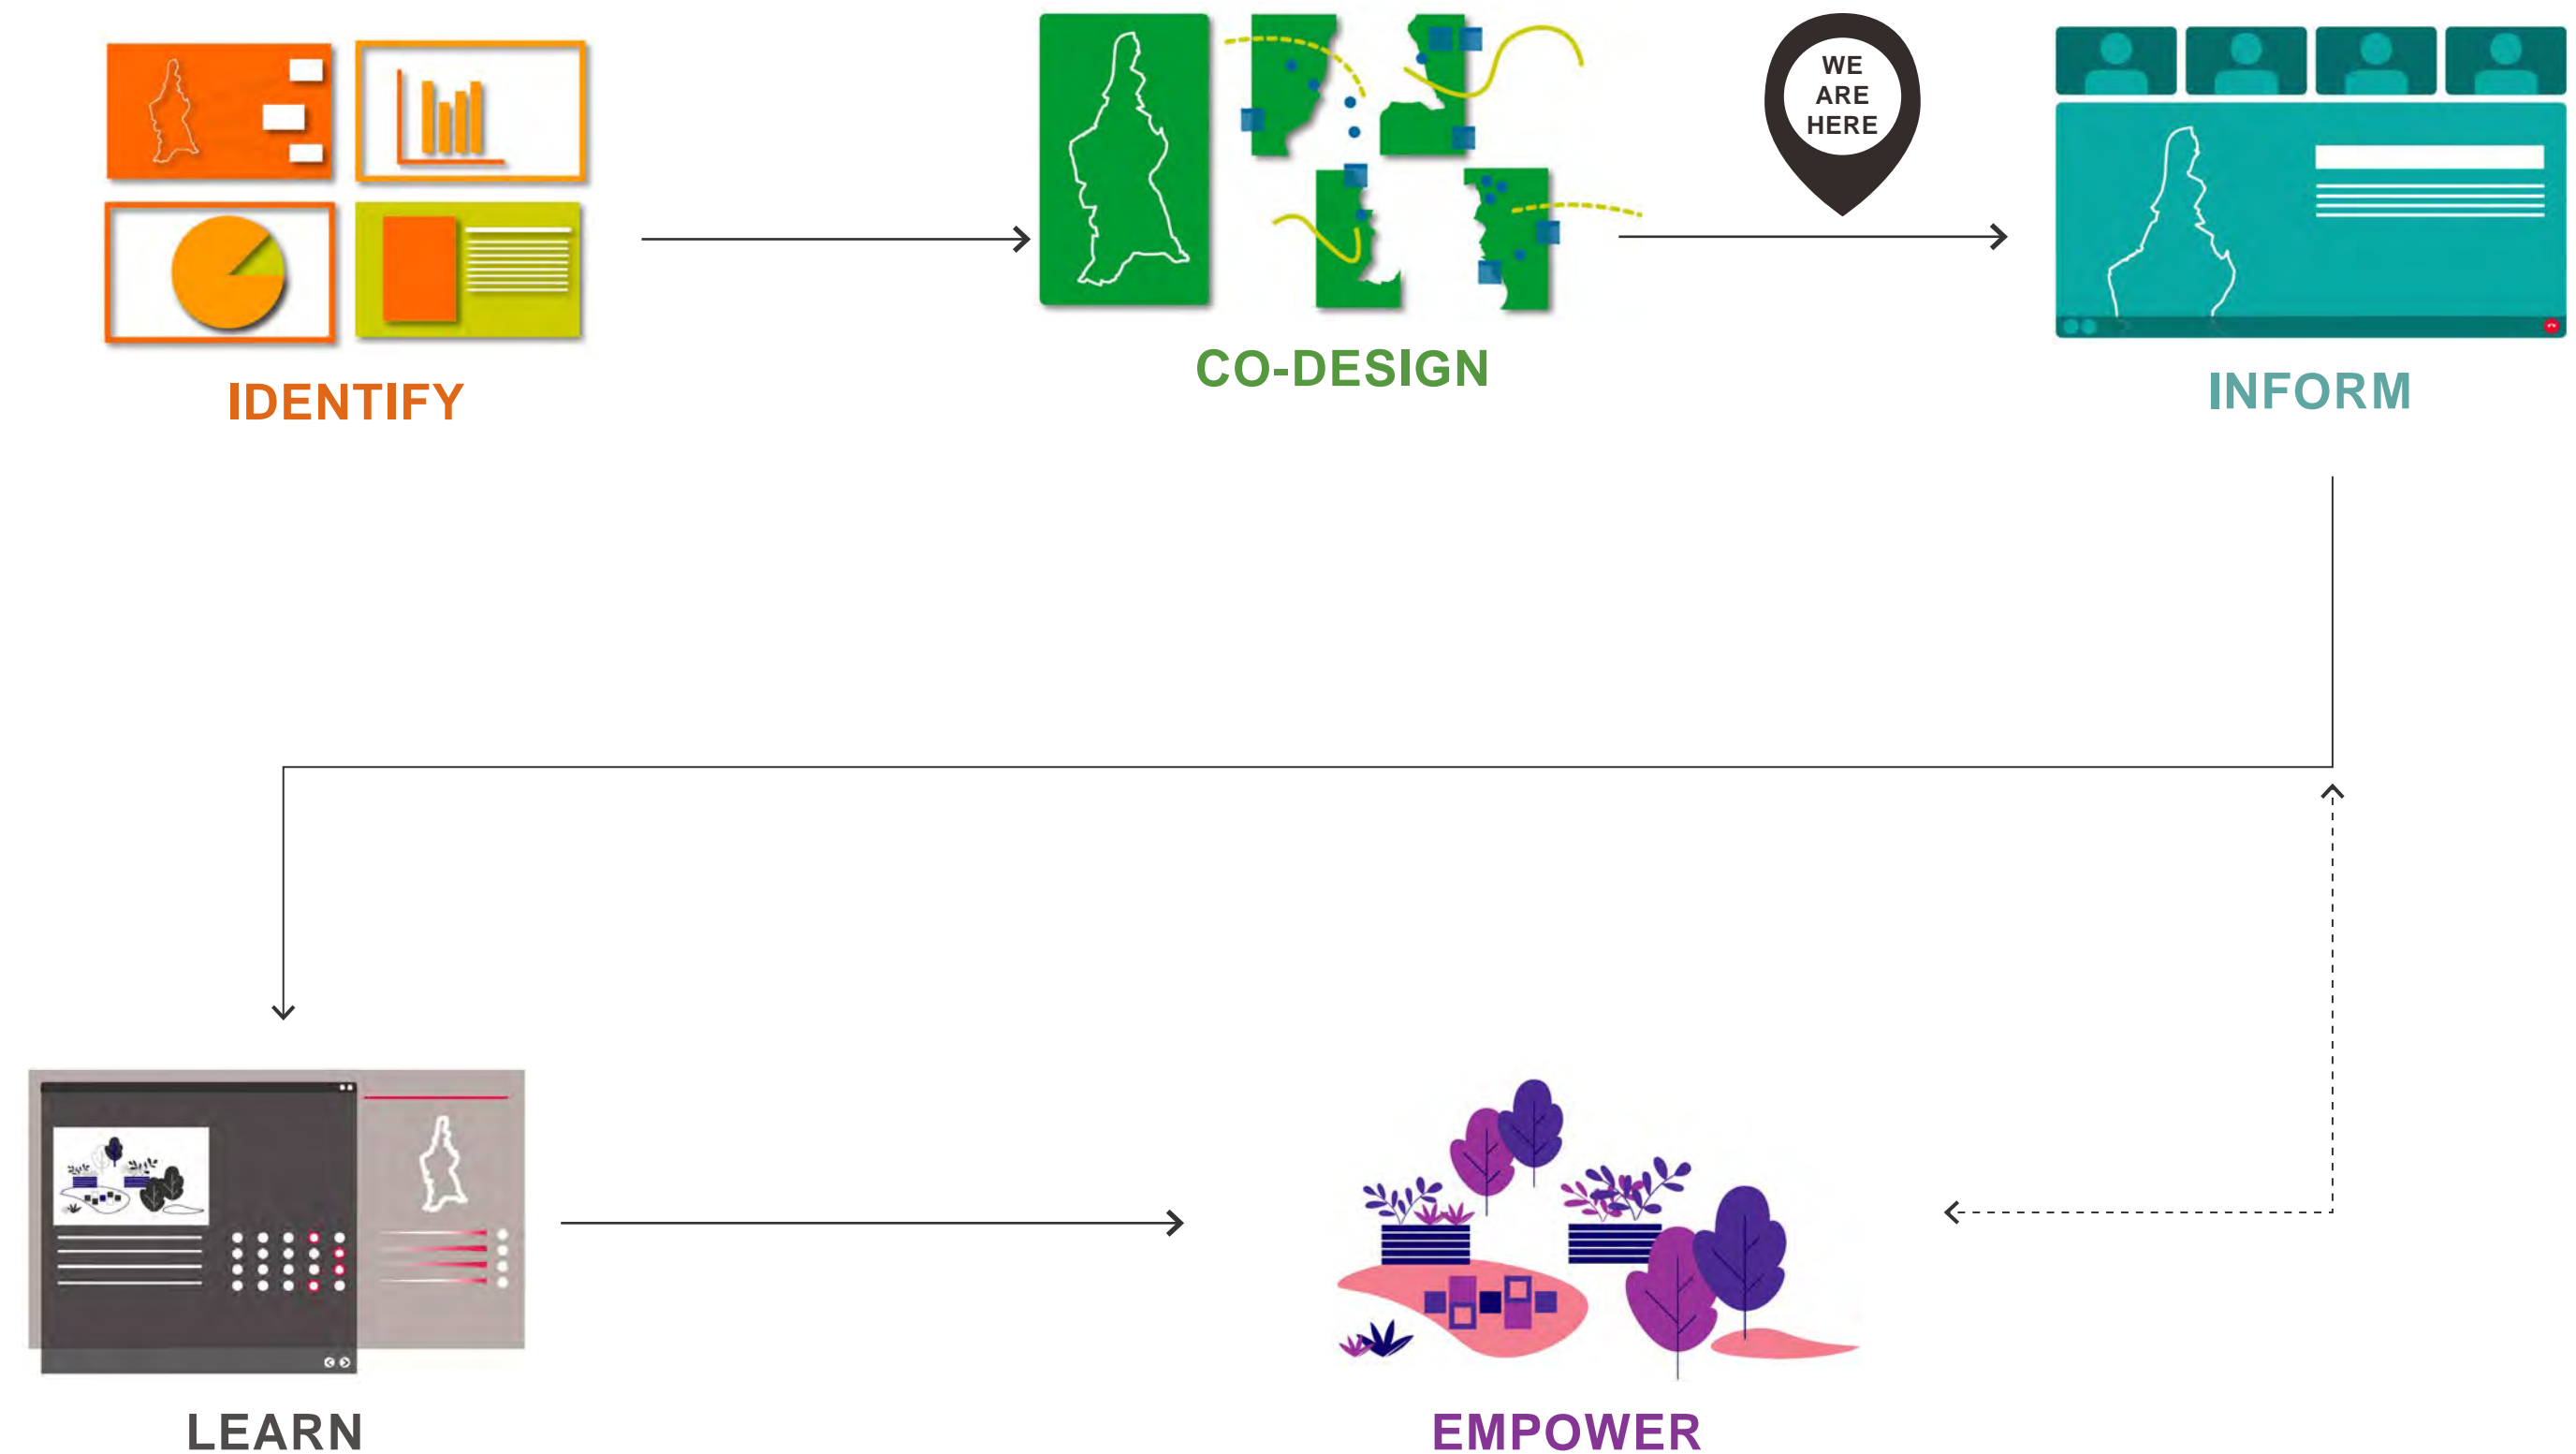 WE
ARE
HERE
IDENTIFY
CO-DESIGN
INFORM
LEARN
EMPOWER